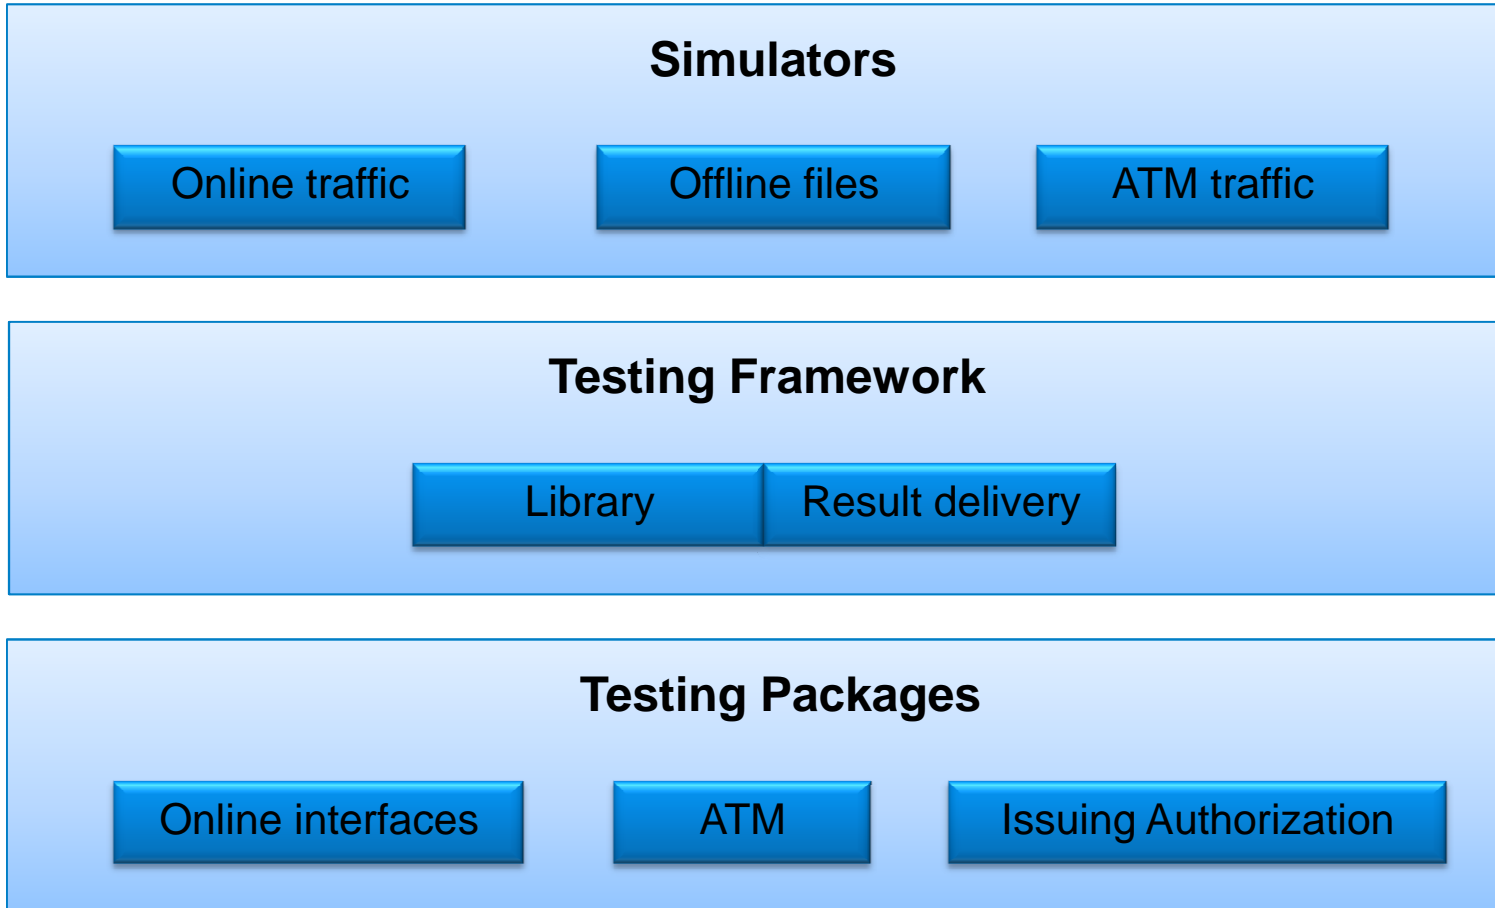 Simulators
Online traffic
Offline files
ATM traffic
Testing Framework
Library
Result delivery
Testing Packages
Online interfaces
ATM
Issuing Authorization